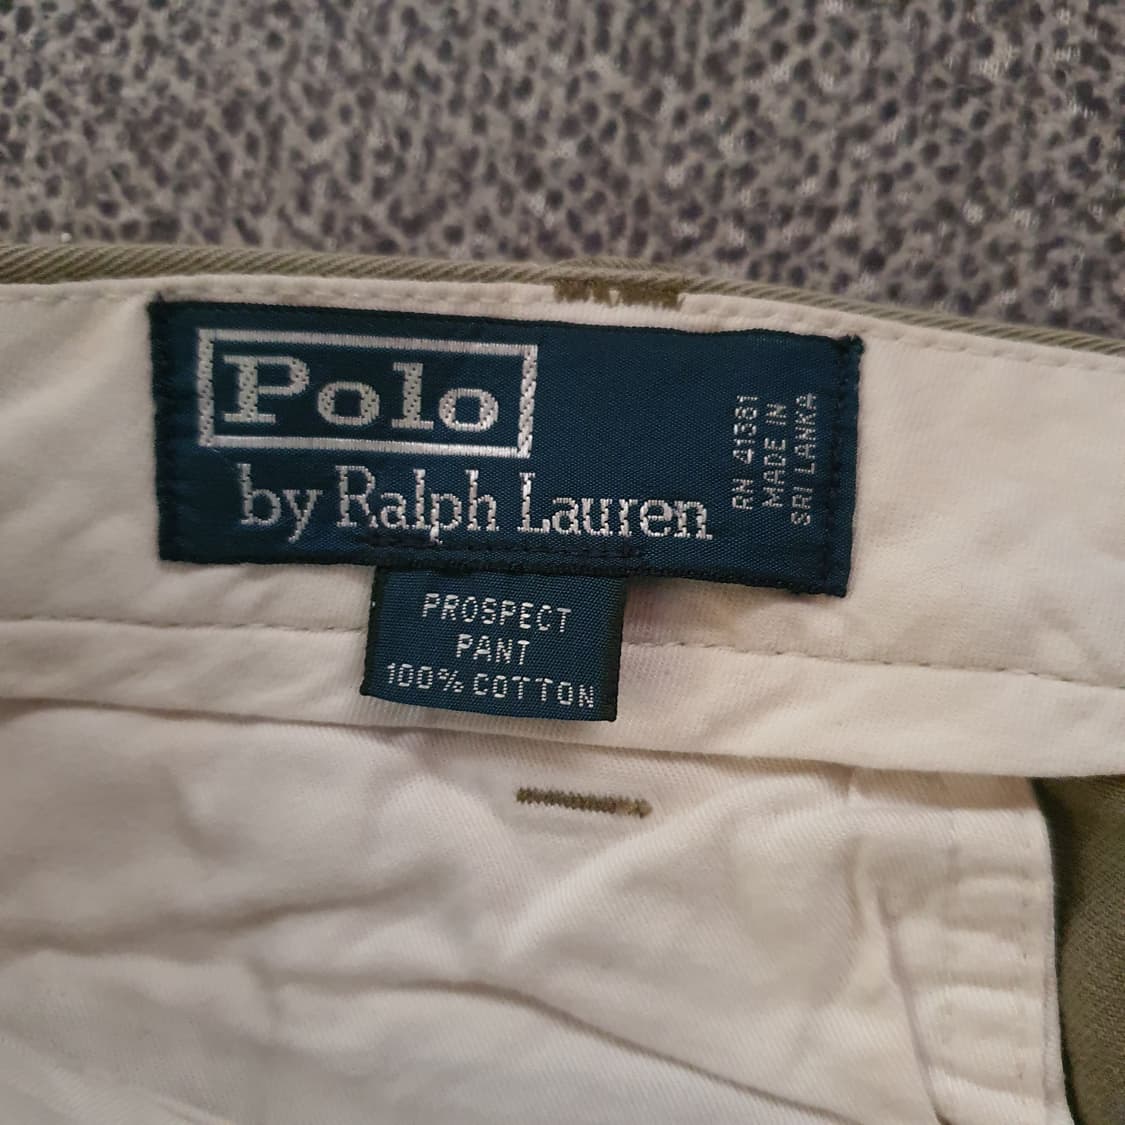 Polo
by Ralph Lauren
RN 41381
MADE IN
SRI LANKA
PROSPECT
PANT
100% COTTON